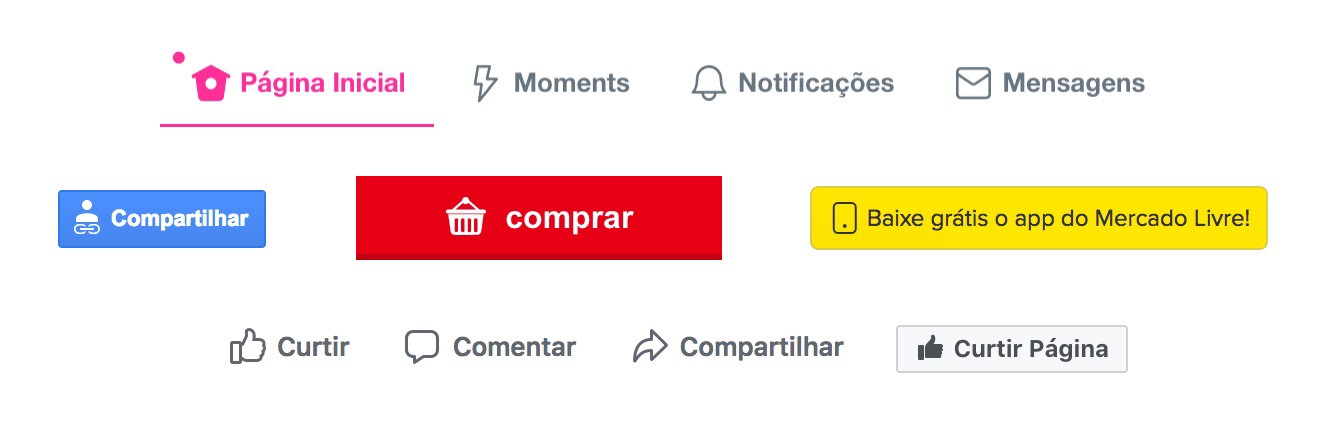 Página Inicial Moments Notificações Mensagens
Compartilhar comprar Baixe grátis o app do Mercado Livre!
Curtir Comentar Compartilhar Curtir Página